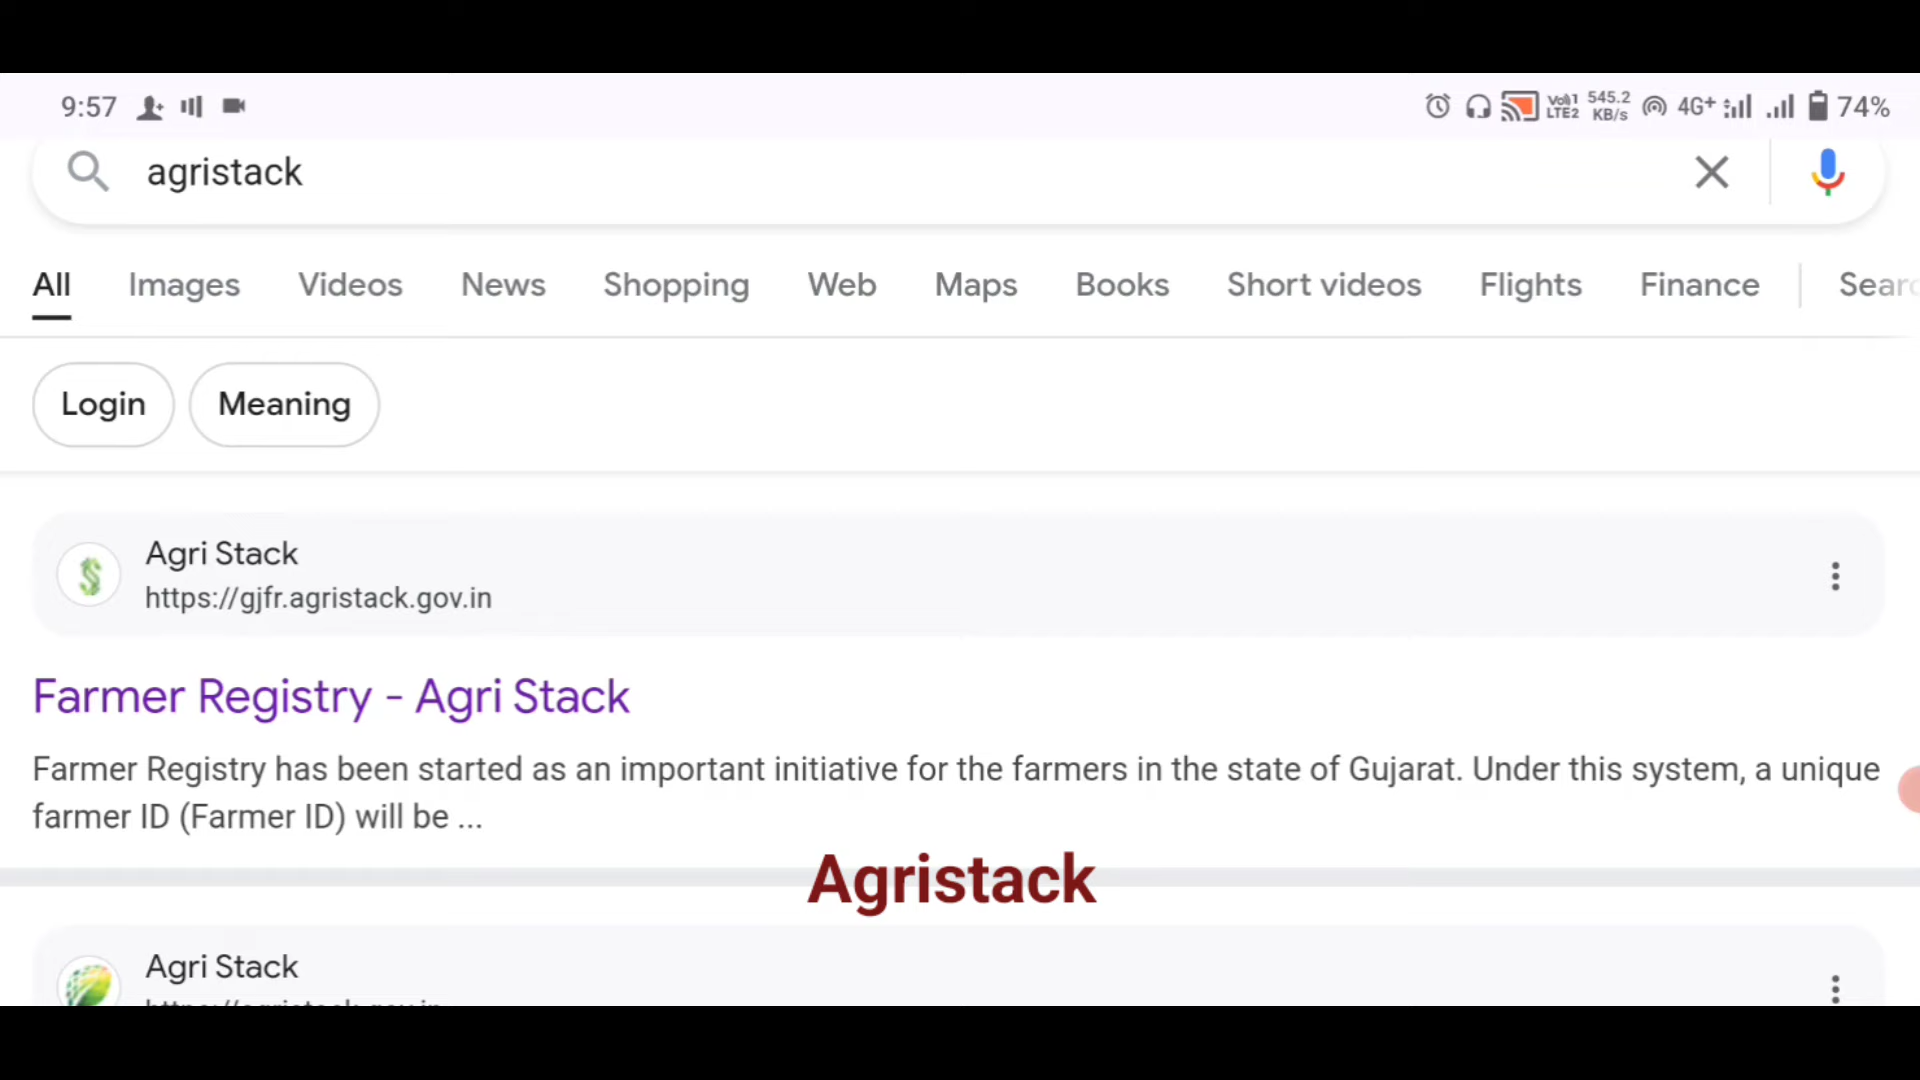 9:57
Vo)) 1 LTE2 545.2 KB/s 4G+ 74%
agristack
All Images Videos News Shopping Web Maps Books Short videos Flights Finance
Login Meaning
Agri Stack
https://gjfr.agristack.gov.in
Farmer Registry - Agri Stack
Farmer Registry has been started as an important initiative for the farmers in the state of Gujarat. Under this system, a unique
farmer ID (Farmer ID) will be ...
Agristack
Agri Stack